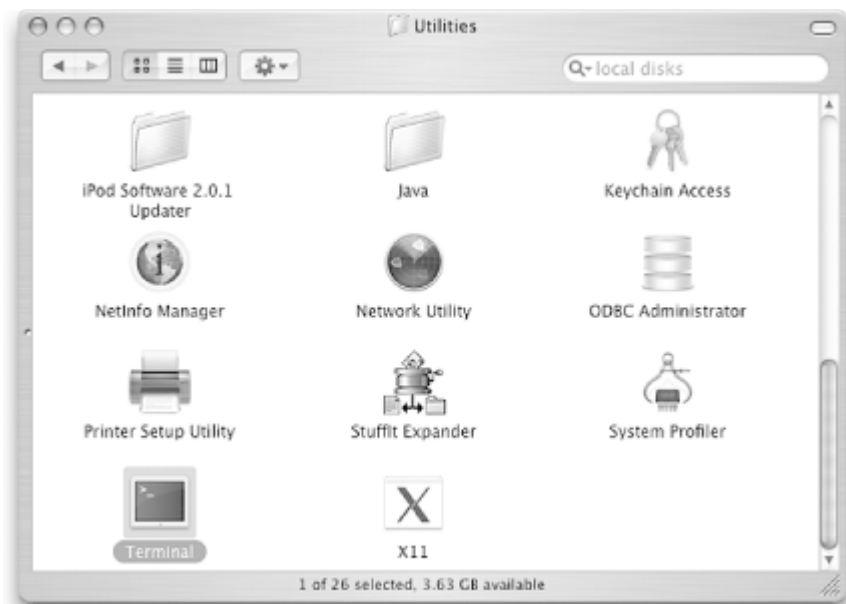 Utilities
local disks
iPod Software 2.0.1
Updater
Java
Keychain Access
NetInfo Manager
Network Utility
ODBC Administrator
Printer Setup Utility
StuffIt Expander
System Profiler
>_
Terminal
X
X11
1 of 26 selected, 3.63 GB available